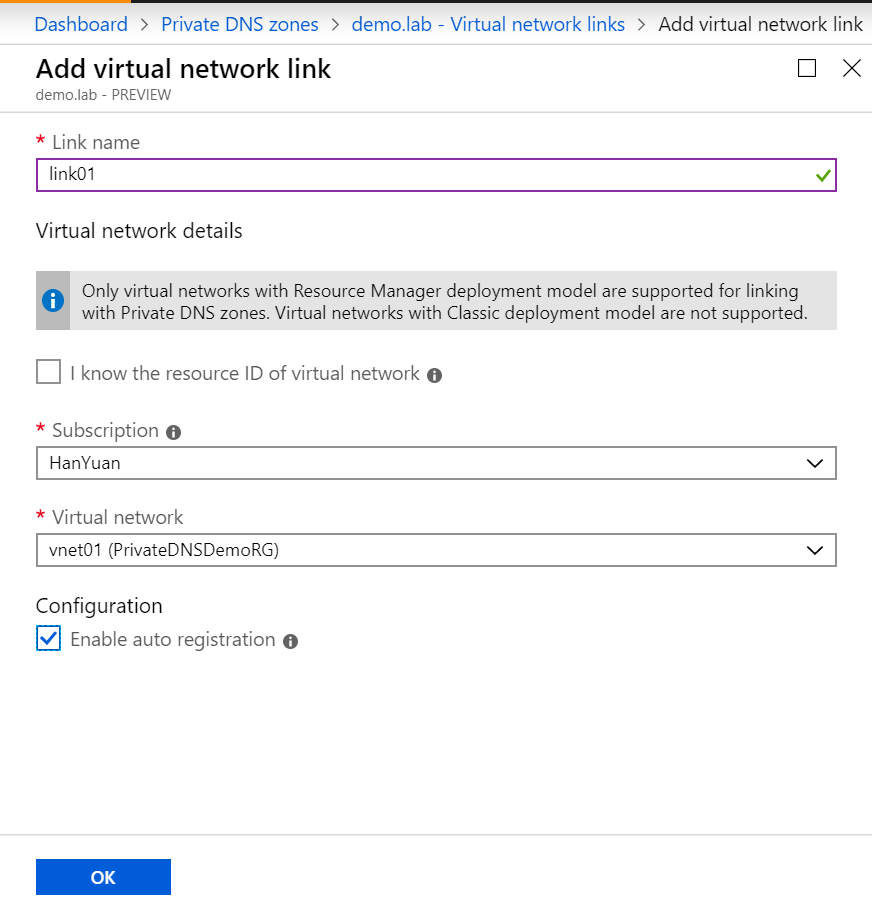 Dashboard > Private DNS zones > demo.lab - Virtual network links > Add virtual network link
Add virtual network link
demo.lab - PREVIEW
* Link name
link01
Virtual network details
Only virtual networks with Resource Manager deployment model are supported for linking
with Private DNS zones. Virtual networks with Classic deployment model are not supported.
I know the resource ID of virtual network
* Subscription
HanYuan
* Virtual network
vnet01 (PrivateDNSDemoRG)
Configuration
Enable auto registration
OK